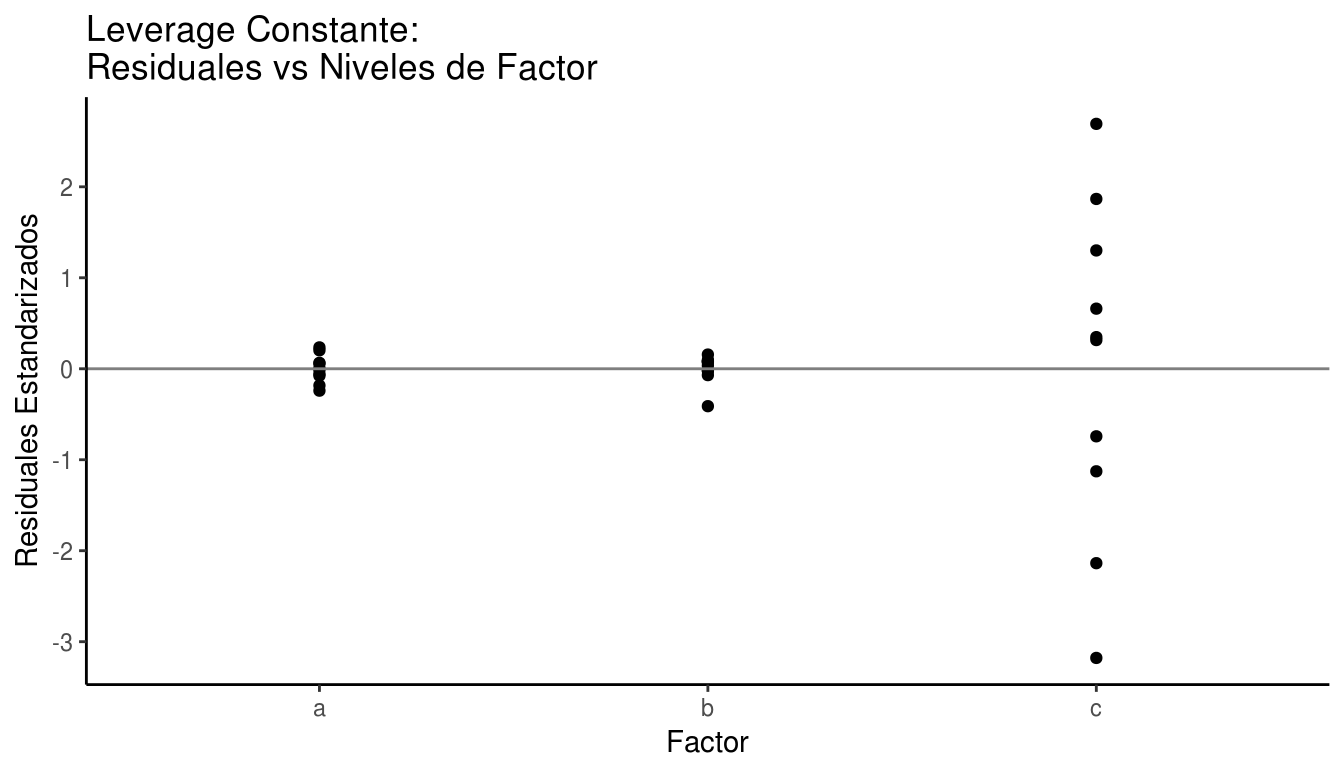 Leverage Constante:
Residuales vs Niveles de Factor
Residuales Estandarizados
2
1
0
-1
-2
-3
a
b
c
Factor